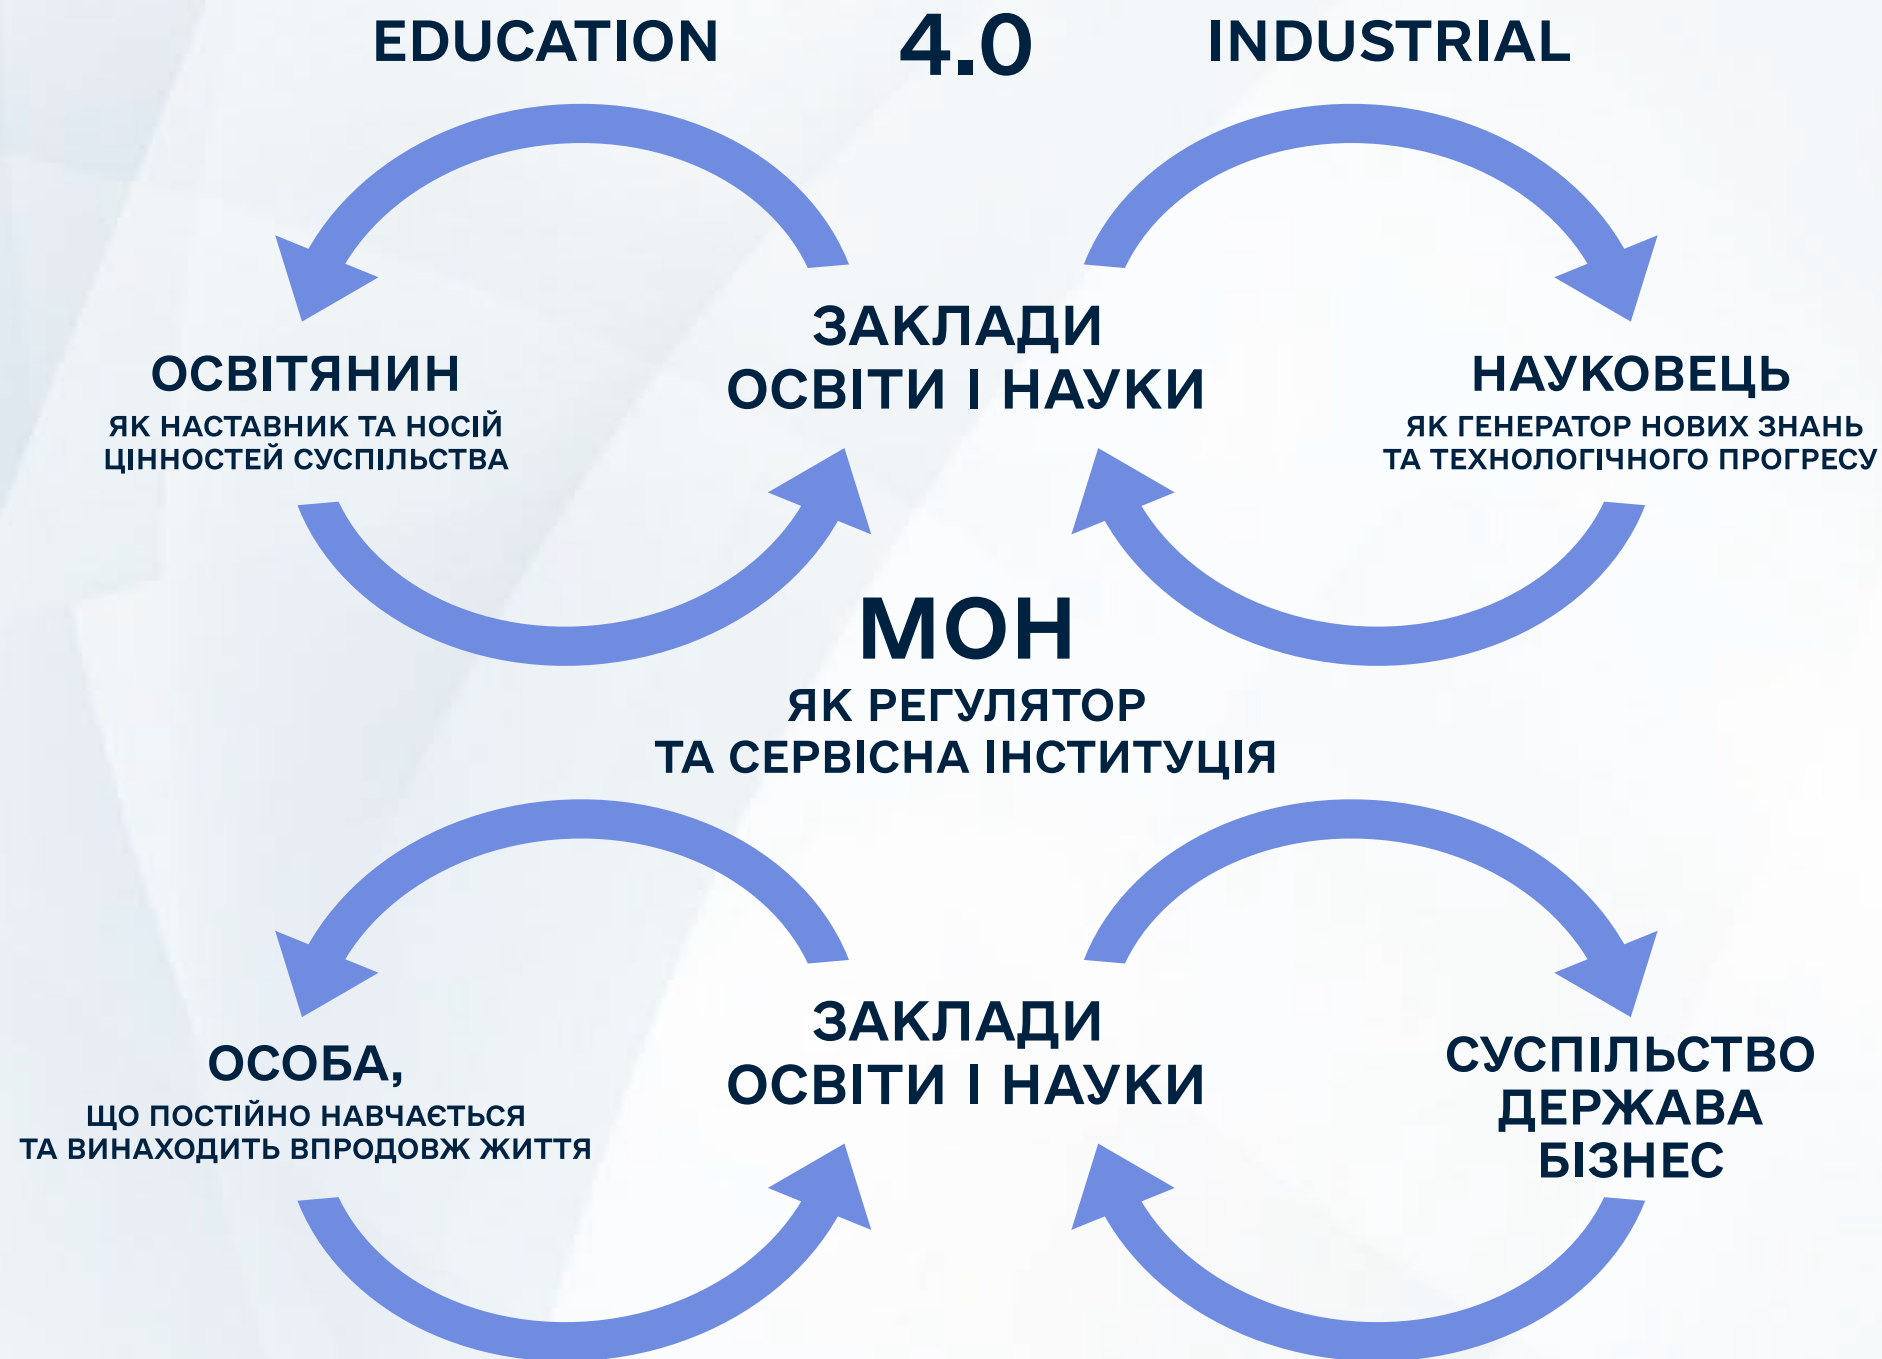 EDUCATION 4.0 INDUSTRIAL
ЗАКЛАДИ
ОСВІТИ І НАУКИ
ОСВІТЯНИН
ЯК НАСТАВНИК ТА НОСІЙ
ЦІННОСТЕЙ СУСПІЛЬСТВА
НАУКОВЕЦЬ
ЯК ГЕНЕРАТОР НОВИХ ЗНАНЬ
ТА ТЕХНОЛОГІЧНОГО ПРОГРЕСУ
МОН
ЯК РЕГУЛЯТОР
ТА СЕРВІСНА ІНСТИТУЦІЯ
ЗАКЛАДИ
ОСВІТИ І НАУКИ
ОСОБА,
ЩО ПОСТІЙНО НАВЧАЄТЬСЯ
ТА ВИНАХОДИТЬ ВПРОДОВЖ ЖИТТЯ
СУСПІЛЬСТВО
ДЕРЖАВА
БІЗНЕС